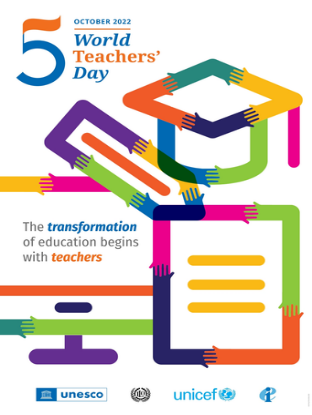 5
OCTOBER 2022
World
Teachers'
Day
The transformation
of education begins
with teachers
unesco
unicef